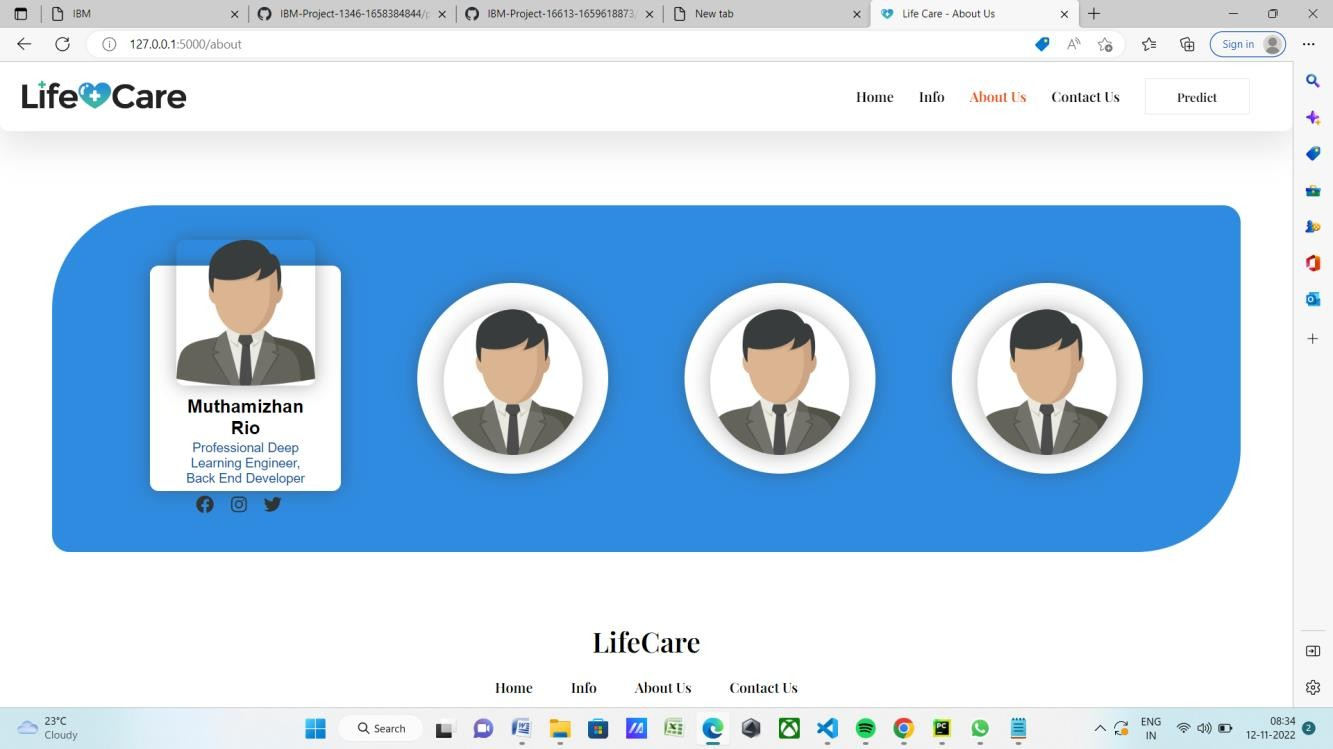 IBM
IBM-Project-1346-1658384844/
IBM-Project-16613-1659618873/
New tab
Life Care - About Us
127.0.0.1:5000/about
Sign in
Life Care
Home Info About Us Contact Us Predict
Muthamizhan
Rio
Professional Deep
Learning Engineer,
Back End Developer
LifeCare
Home Info About Us Contact Us
23°C
Cloudy
Search
ENG
IN
08:34
12-11-2022
2